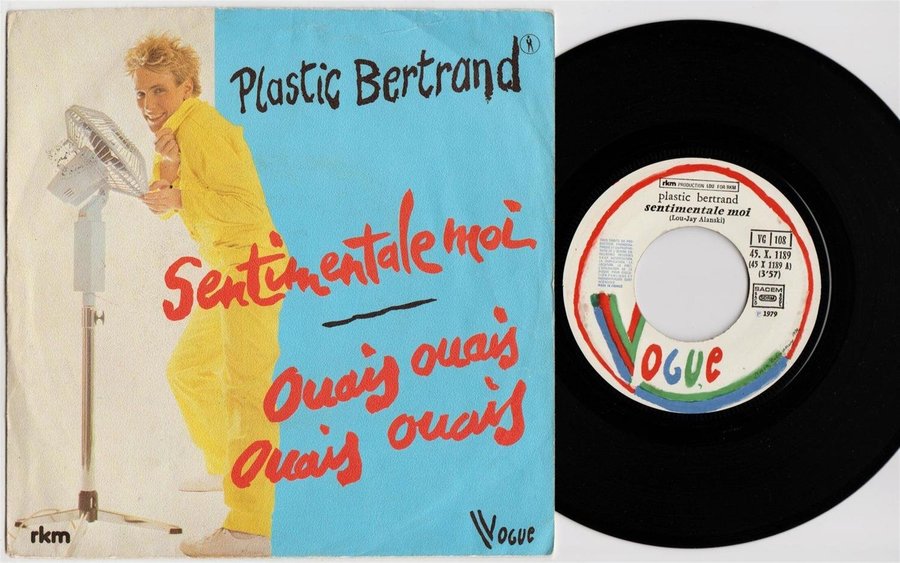 Plastic Bertrand
Sentimentale moi
Ouais ouais
Ouais ouais
rkm
VOGUE
rkm PRODUCTION LDO FOR RKM
plastic bertrand
sentimentale moi
(Lou-Jay Alanski)
VG 108
45. X. 1189
(45 X 1189 A)
(3'57)
SACEM
℗ 1979
MADE IN FRANCE
VOGUE